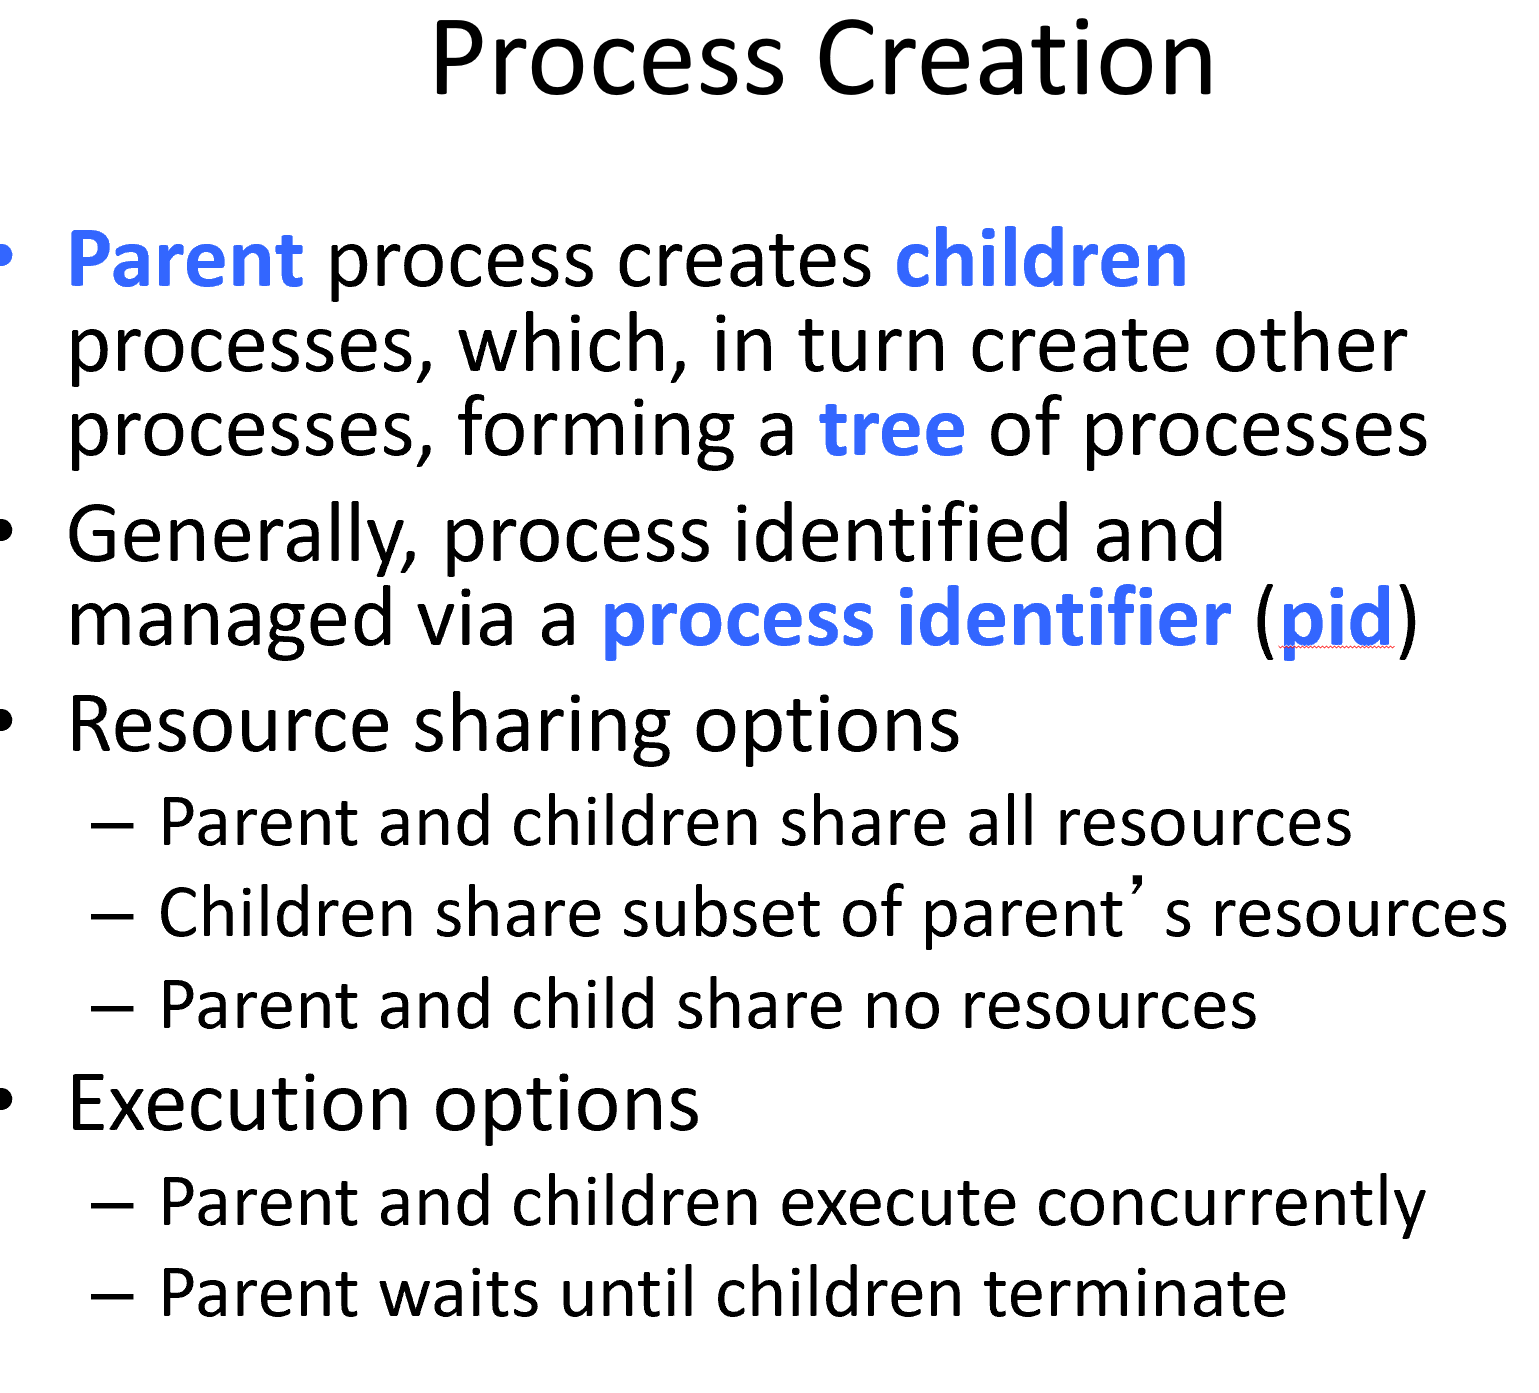 Process Creation
• Parent process creates children
processes, which, in turn create other
processes, forming a tree of processes
• Generally, process identified and
managed via a process identifier (pid)
• Resource sharing options
– Parent and children share all resources
– Children share subset of parent’s resources
– Parent and child share no resources
• Execution options
– Parent and children execute concurrently
– Parent waits until children terminate